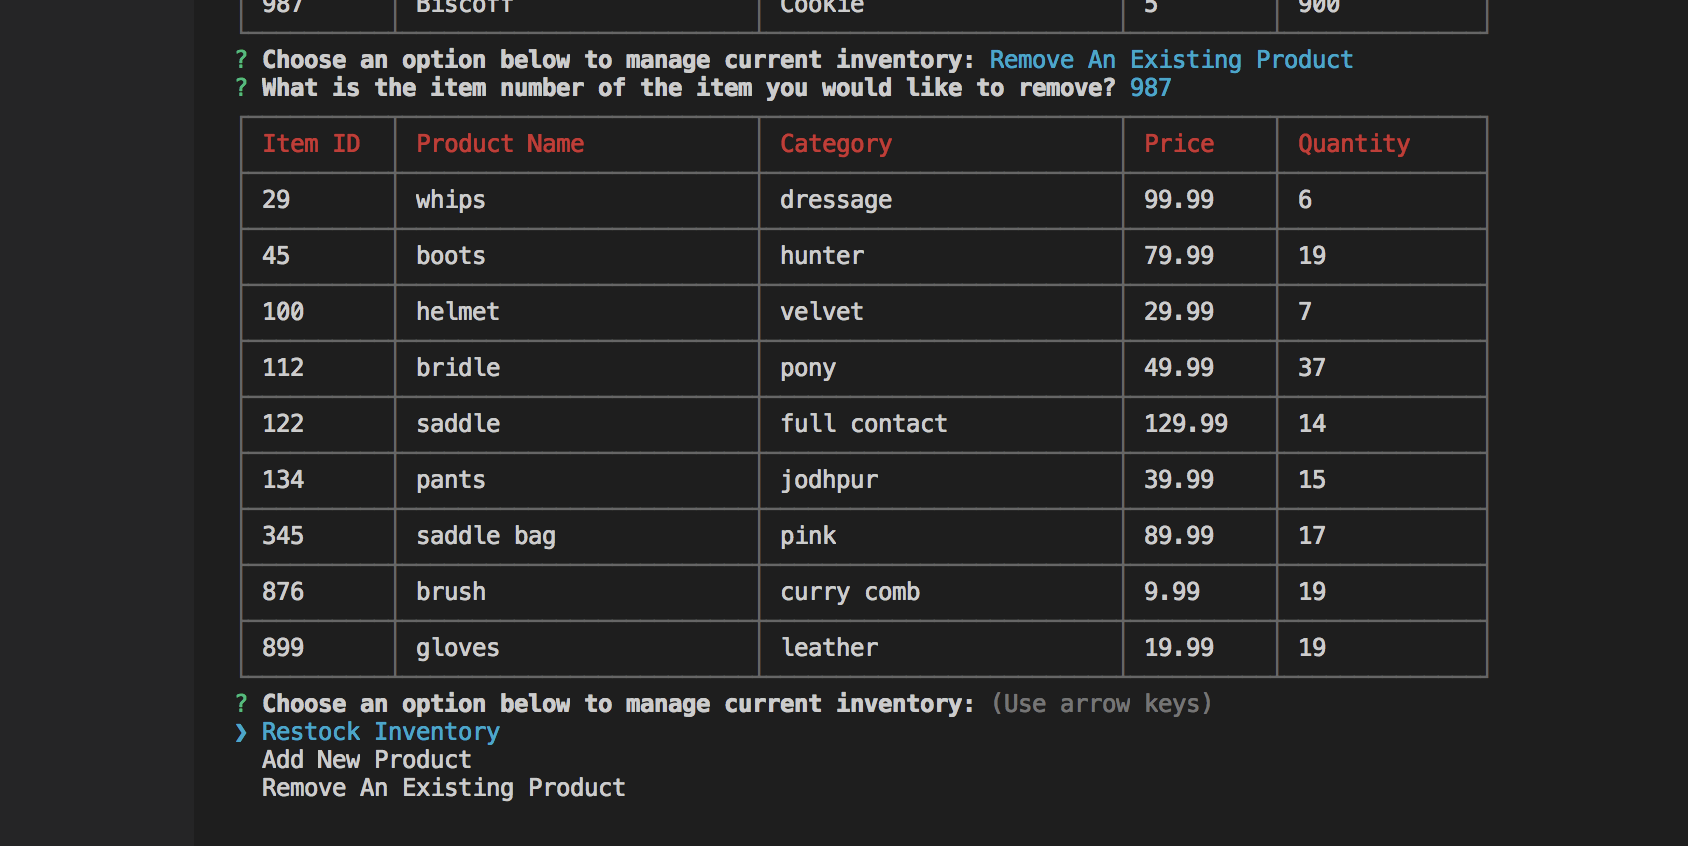 987 Biscoff Cookie 5 900
? Choose an option below to manage current inventory: Remove An Existing Product
? What is the item number of the item you would like to remove? 987
Item ID Product Name Category Price Quantity
29 whips dressage 99.99 6
45 boots hunter 79.99 19
100 helmet velvet 29.99 7
112 bridle pony 49.99 37
122 saddle full contact 129.99 14
134 pants jodhpur 39.99 15
345 saddle bag pink 89.99 17
876 brush curry comb 9.99 19
899 gloves leather 19.99 19
? Choose an option below to manage current inventory: (Use arrow keys)
❯ Restock Inventory
Add New Product
Remove An Existing Product